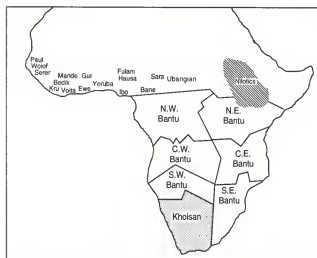 Peul
Wolof
Serer
Mande
Bedik
Kru
Volta
Gur
Ewe
Yoruba
Fulani
Hausa
Ibo
Sara
Ubangian
Bane
Nilotics
N.W.
Bantu
N.E.
Bantu
C.W.
Bantu
C.E.
Bantu
S.W.
Bantu
S.E.
Bantu
Khoisan